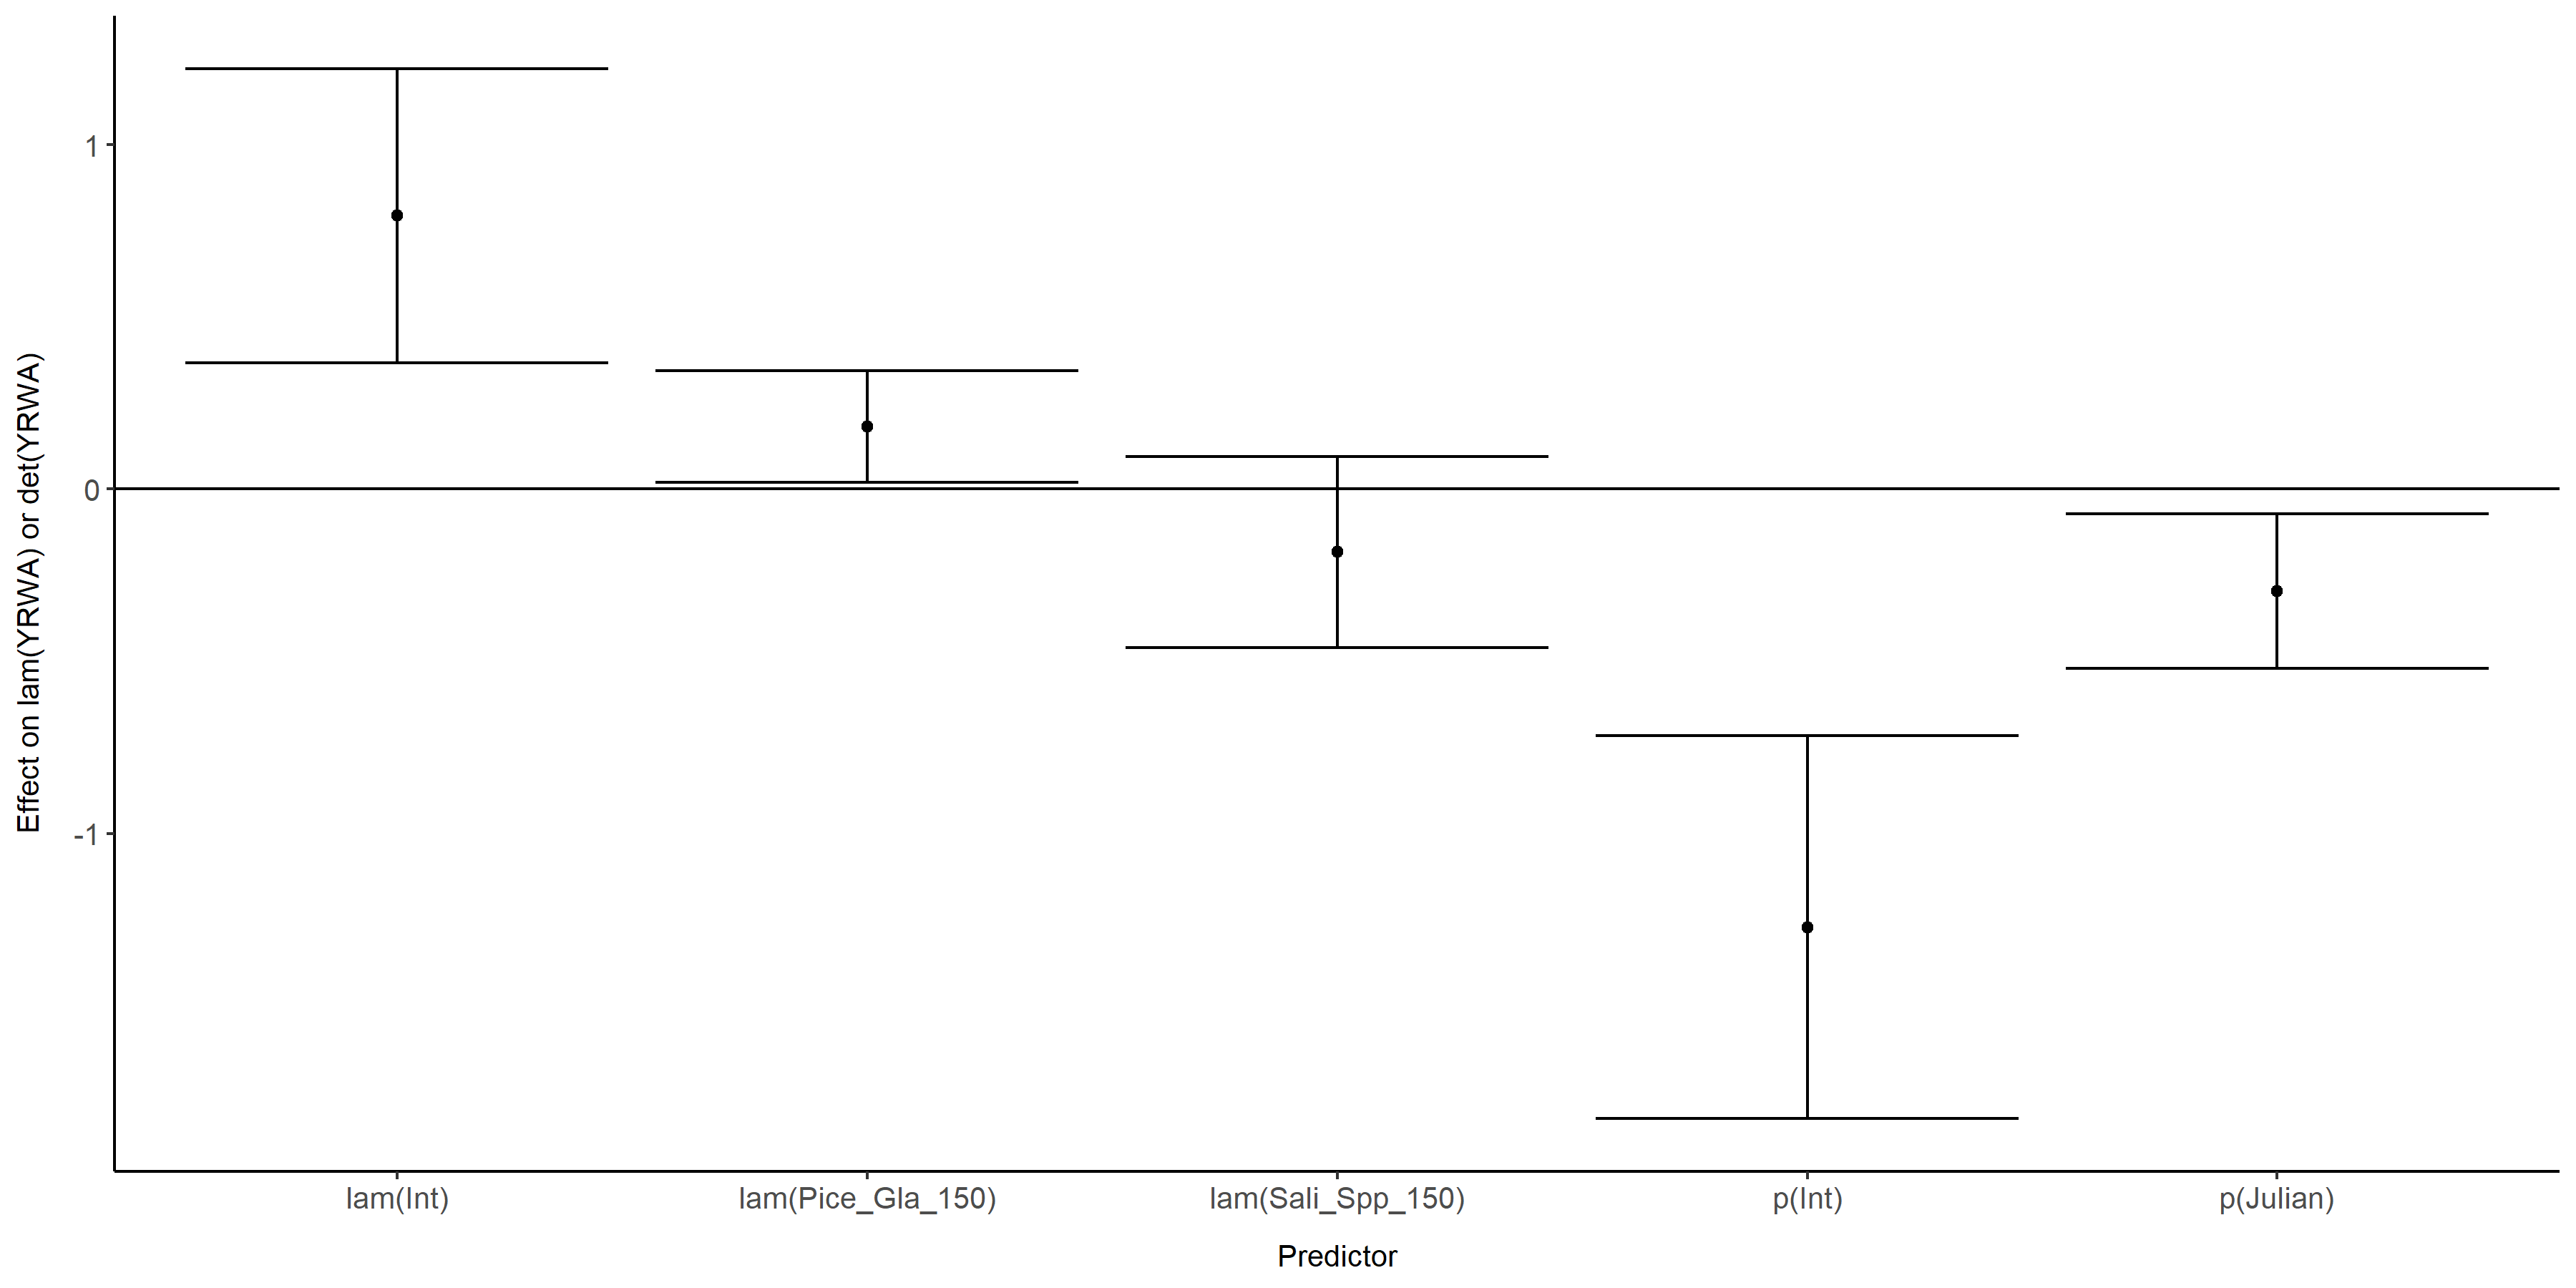 Effect on lam(YRWA) or det(YRWA)
1
0
-1
lam(Int)
lam(Pice_Gla_150)
lam(Sali_Spp_150)
p(Int)
p(Julian)
Predictor